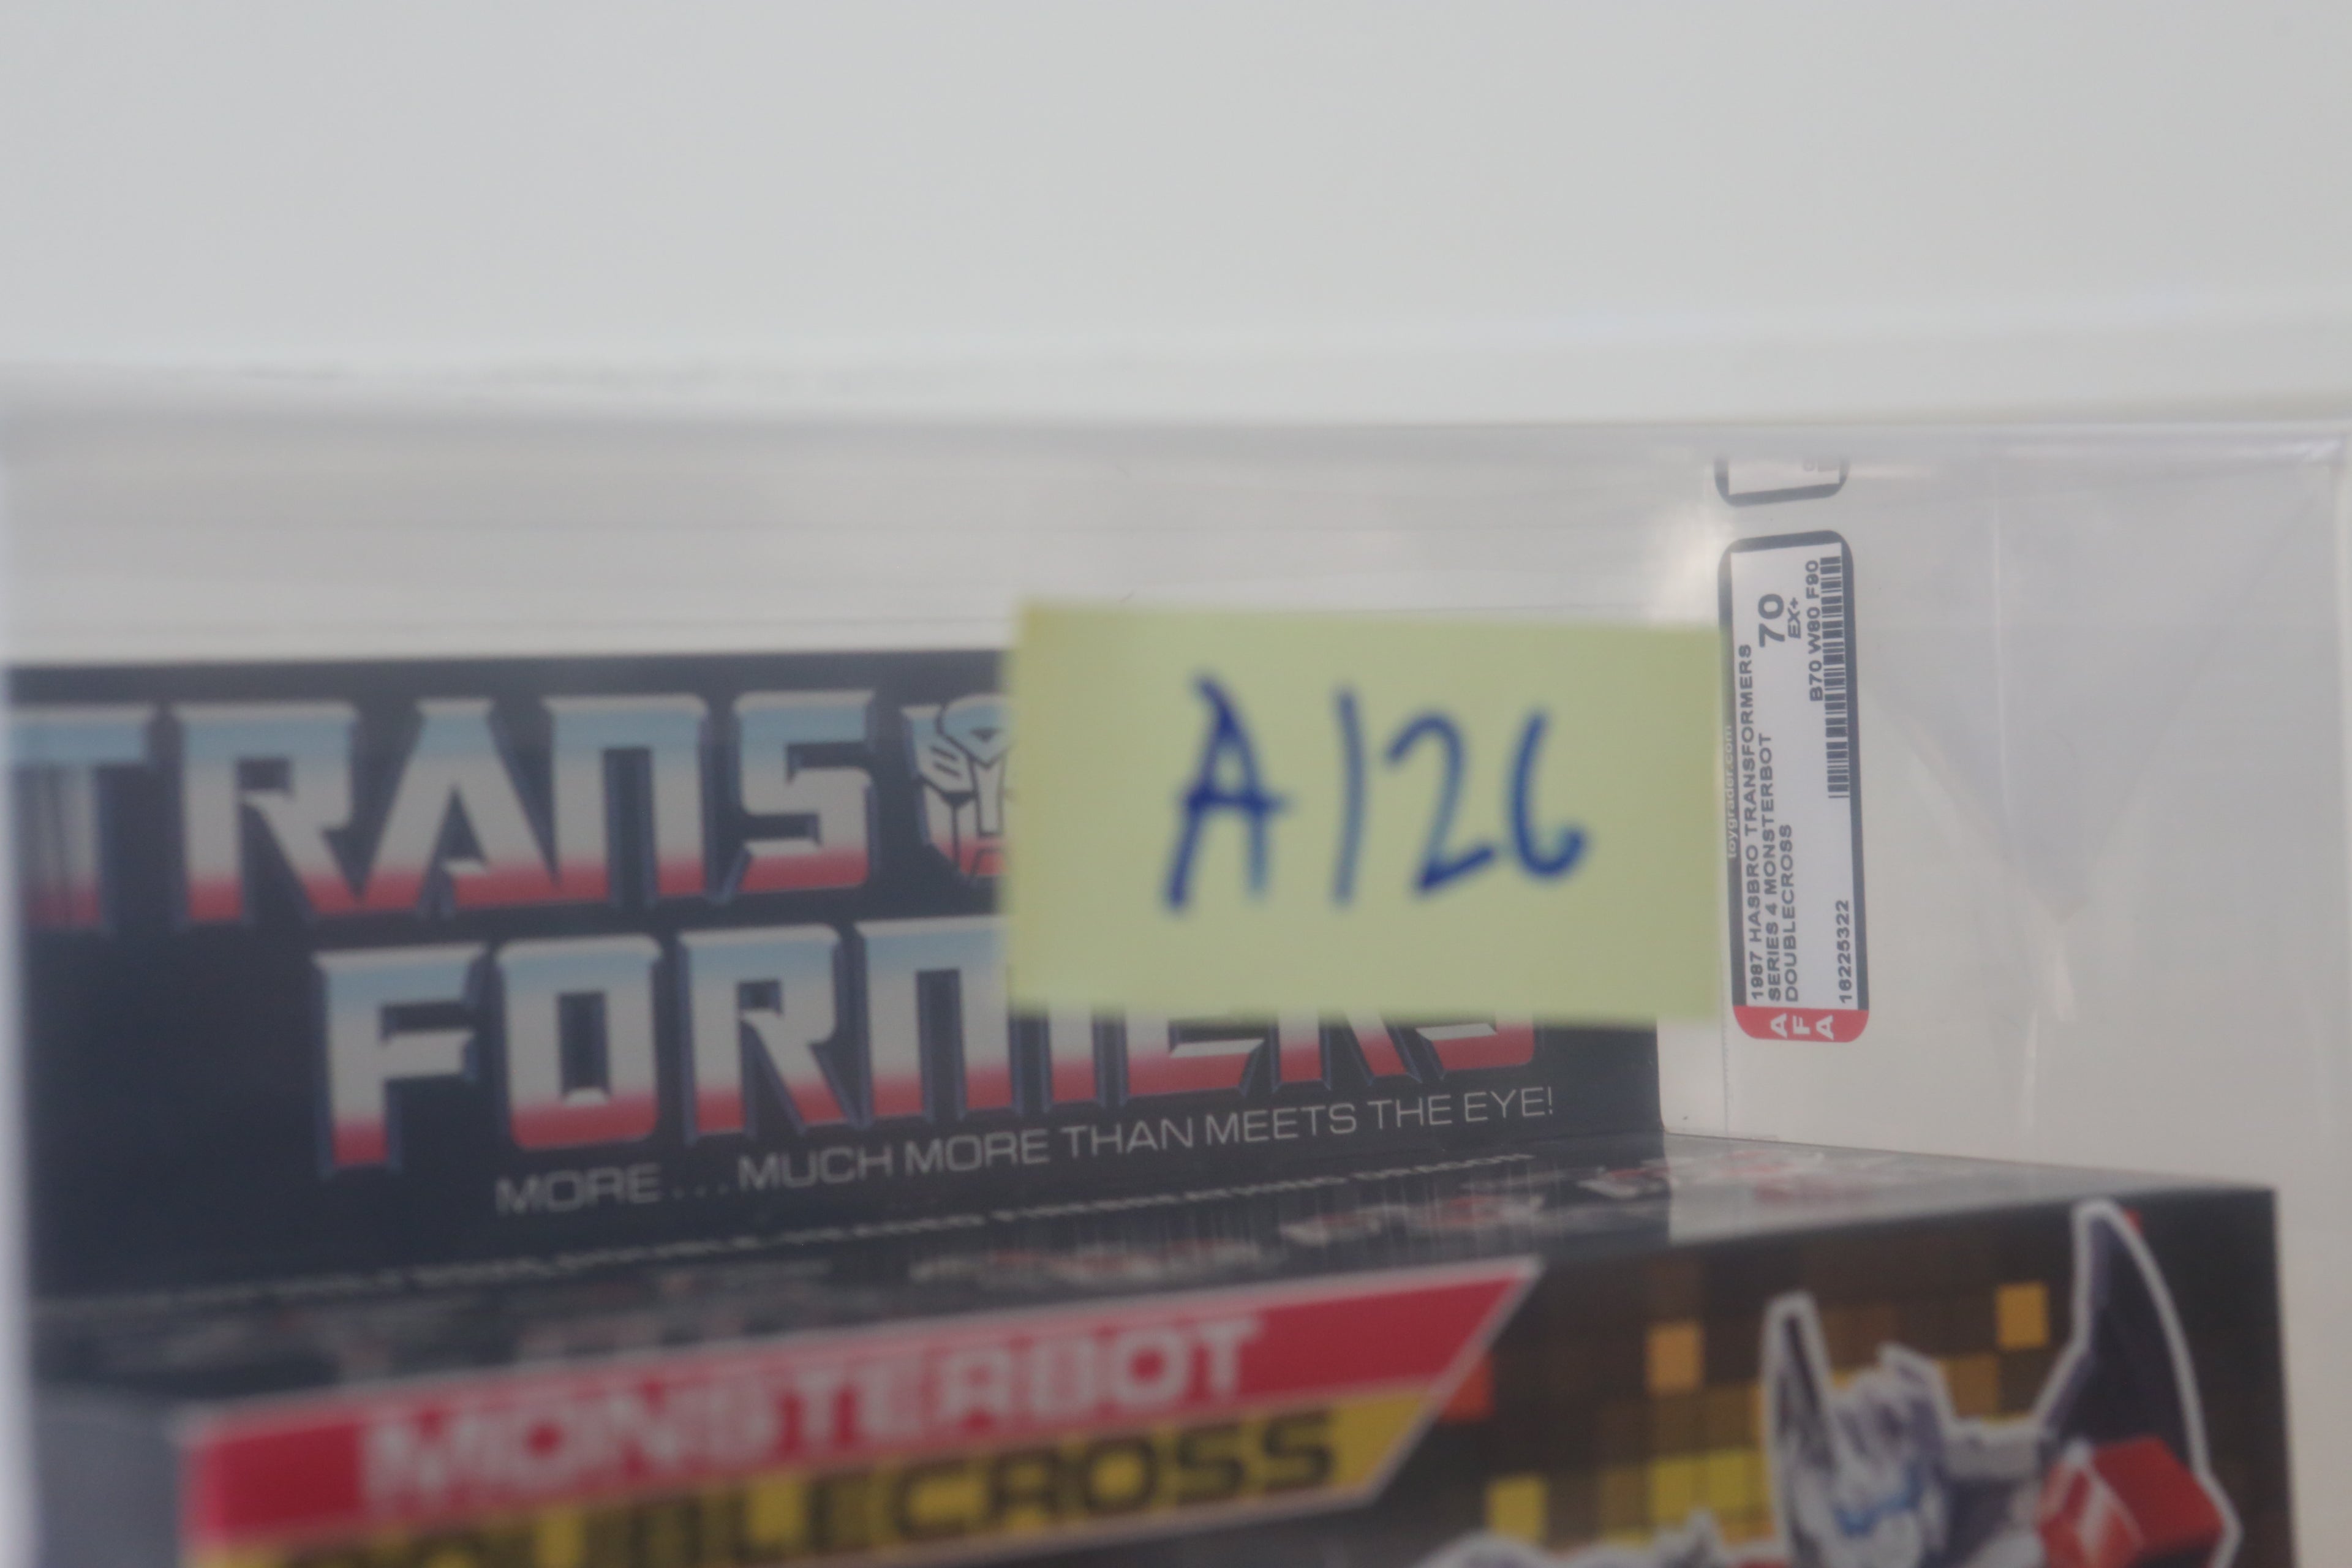 A126
TRANS
FORMERS
MORE...MUCH MORE THAN MEETS THE EYE!
MONSTERBOT
DOUBLECROSS
toygrader.com
1987 HASBRO TRANSFORMERS
SERIES 4 MONSTERBOT
DOUBLECROSS
70
EX+
B70 W80 F90
16225322
AFA